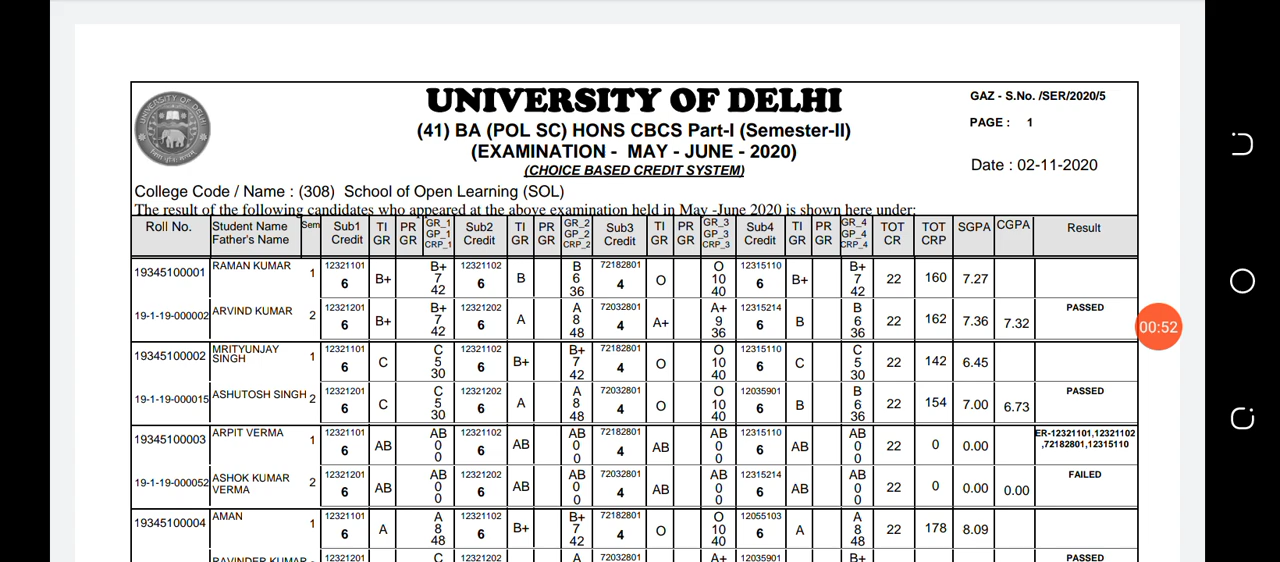 UNIVERSITY OF DELHI
GAZ - S.No. /SER/2020/5
(41) BA (POL SC) HONS CBCS Part-I (Semester-II)
PAGE : 1
(EXAMINATION - MAY - JUNE - 2020)
Date : 02-11-2020
(CHOICE BASED CREDIT SYSTEM)
College Code / Name : (308) School of Open Learning (SOL)
The result of the following candidates who appeared at the above examination held in May -June 2020 is shown here under:
Roll No. Student Name Sem Sub1 TI PR GR_1 Sub2 TI PR GR_2 Sub3 TI PR GR_3 Sub4 TI PR GR_4 TOT TOT SGPA CGPA Result
Father's Name Credit GR GR GP_1 Credit GR GR GP_2 Credit GR GR GP_3 Credit GR GR GP_4 CR CRP
CRP_1 CRP_2 CRP_3 CRP_4
19345100001 RAMAN KUMAR 1 12321101 B+ B+ 12321102 B B 72182801 O O 12315110 B+ B+ 22 160 7.27
6 7 6 6 4 10 6 7
42 36 40 42
19-1-19-000002 ARVIND KUMAR 2 12321201 B+ B+ 12321202 A A 72032801 A+ A+ 12315214 B B 22 162 7.36 7.32 PASSED
6 7 6 8 4 9 6 6
42 48 36 36
19345100002 MRITYUNJAY 1 12321101 C C 12321102 B+ B+ 72182801 O O 12315110 C C 22 142 6.45
SINGH 6 5 6 7 4 10 6 5
30 42 40 30
19-1-19-000015 ASHUTOSH SINGH 2 12321201 C C 12321202 A A 72032801 O O 12035901 B B 22 154 7.00 6.73 PASSED
6 5 6 8 4 10 6 6
30 48 40 36
19345100003 ARPIT VERMA 1 12321101 AB AB 12321102 AB AB 72182801 AB AB 12315110 AB AB 22 0 0.00 ER-12321101,12321102
6 0 6 0 4 0 6 0 ,72182801,12315110
0 0 0 0
19-1-19-000052 ASHOK KUMAR 2 12321201 AB AB 12321202 AB AB 72032801 AB AB 12315214 AB AB 22 0 0.00 0.00 FAILED
VERMA 6 0 6 0 4 0 6 0
0 0 0 0
19345100004 AMAN 1 12321101 A A 12321102 B+ B+ 72182801 O O 12055103 A A 22 178 8.09
6 8 6 7 4 10 6 8
48 42 40 48
RAVINDER KUMAR 12321201 C 12321202 A 72032801 A+ 12035901 B+ PASSED
00:52